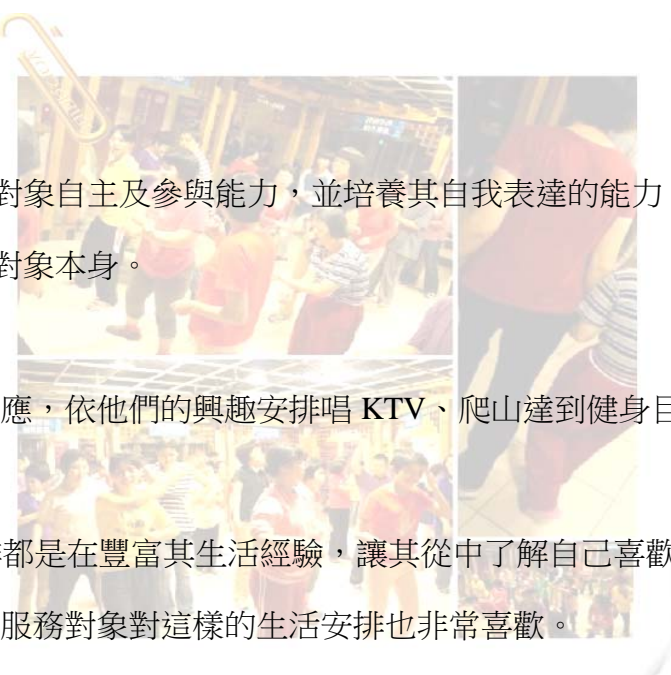 對象自主及參與能力，並培養其自我表達的能力
對象本身。
應，依他們的興趣安排唱 KTV、爬山達到健身目
都是在豐富其生活經驗，讓其從中了解自己喜歡
服務對象對這樣的生活安排也非常喜歡。